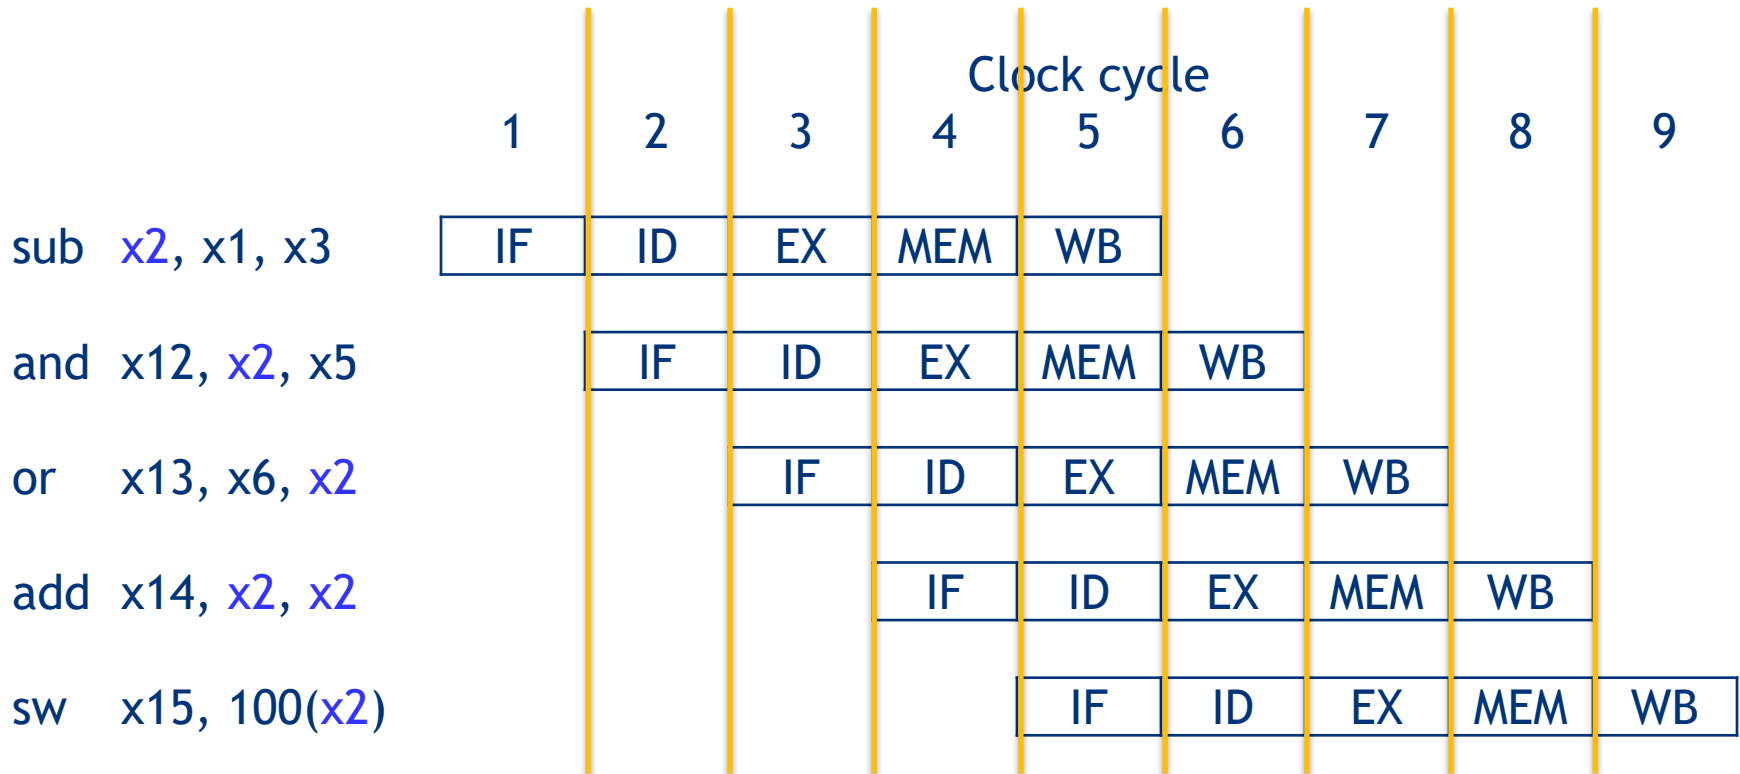 Clock cycle
1 2 3 4 5 6 7 8 9
sub x2, x1, x3 IF ID EX MEM WB
and x12, x2, x5 IF ID EX MEM WB
or x13, x6, x2 IF ID EX MEM WB
add x14, x2, x2 IF ID EX MEM WB
sw x15, 100(x2) IF ID EX MEM WB